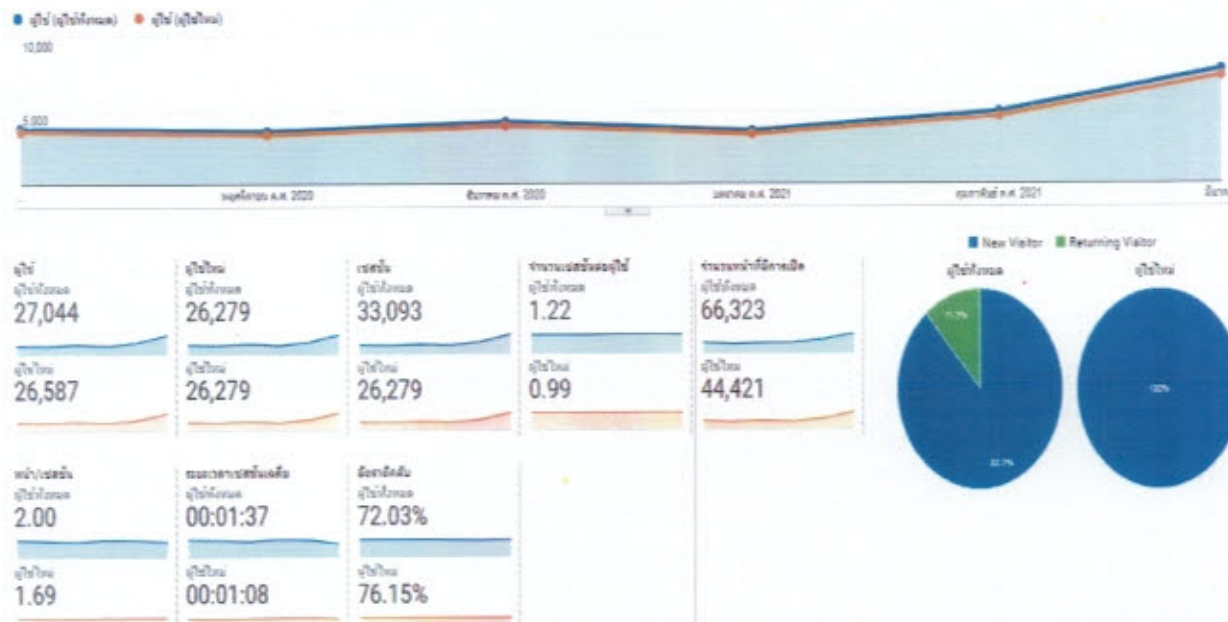 ผู้ใช้ (ผู้ใช้ทั้งหมด) ผู้ใช้ (ผู้ใช้ใหม่)
10,000
5,000
พฤศจิกายน ค.ศ. 2020 ธันวาคม ค.ศ. 2020 มกราคม ค.ศ. 2021 กุมภาพันธ์ ค.ศ. 2021
New Visitor Returning Visitor
ผู้ใช้ทั้งหมด ผู้ใช้ใหม่
11.3%
100%
ผู้ใช้ ผู้ใช้ใหม่ เซสชัน จำนวนเซสชันต่อผู้ใช้ จำนวนหน้าที่มีการเปิด
ผู้ใช้ทั้งหมด ผู้ใช้ทั้งหมด ผู้ใช้ทั้งหมด ผู้ใช้ทั้งหมด ผู้ใช้ทั้งหมด
27,044 26,279 33,093 1.22 66,323
ผู้ใช้ใหม่ ผู้ใช้ใหม่ ผู้ใช้ใหม่ ผู้ใช้ใหม่ ผู้ใช้ใหม่
26,587 26,279 26,279 0.99 44,421
หน้า/เซสชัน ระยะเวลาเซสชันเฉลี่ย อัตราตีกลับ
ผู้ใช้ทั้งหมด ผู้ใช้ทั้งหมด ผู้ใช้ทั้งหมด
2.00 00:01:37 72.03%
ผู้ใช้ใหม่ ผู้ใช้ใหม่ ผู้ใช้ใหม่
1.69 00:01:08 76.15%